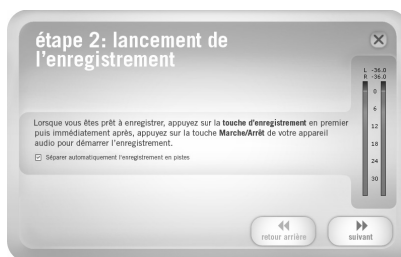 étape 2: lancement de
l'enregistrement
L -36.0
R -36.0
0
6
12
18
24
30
Lorsque vous êtes prêt à enregistrer, appuyez sur la touche d'enregistrement en premier
puis immédiatement après, appuyez sur la touche Marche/Arrêt de votre appareil
audio pour démarrer l'enregistrement.
Séparer automatiquement l'enregistrement en pistes
retour arrière
suivant